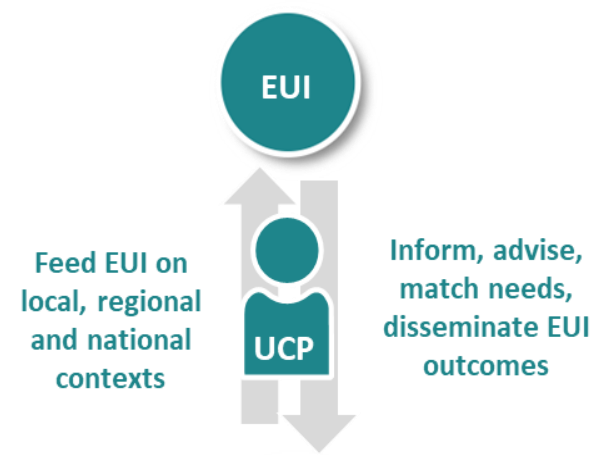 EUI
Feed EUI on
local, regional
and national
contexts
UCP
Inform, advise,
match needs,
disseminate EUI
outcomes